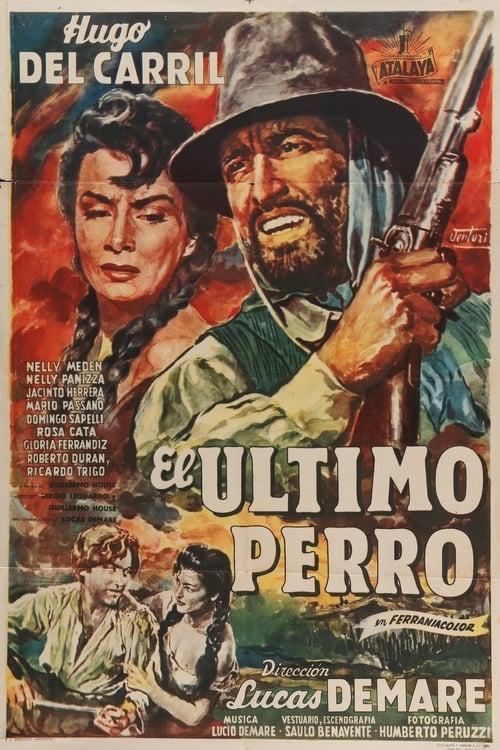 Hugo
DEL CARRIL
ATALAYA
Venturi
NELLY MEDEN
NELLY PANIZZA
JACINTO HERRERA
MARIO PASSANO
DOMINGO SAPELLI
ROSA CATA
GLORIA FERRANDIZ
ROBERTO DURAN,
RICARDO TRIGO
GUILLERMO HOUSE
SERGIO LEONARDO Y
GUILLERMO HOUSE
LUCAS DEMARE
El ULTIMO
PERRO
en FERRANIACOLOR
Dirección
Lucas DEMARE
MUSICA VESTUARIO, ESCENOGRAFIA FOTOGRAFIA
LUCIO DEMARE - SAULO BENAVENTE - HUMBERTO PERUZZI